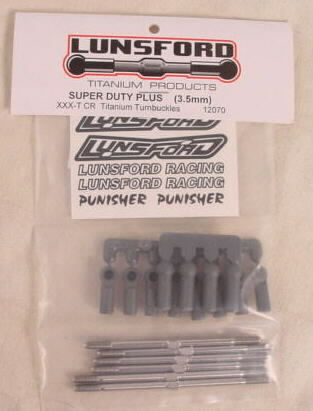 LUNSFORD
TITANIUM PRODUCTS
SUPER DUTY PLUS (3.5mm)
XXX-T CR Titanium Turnbuckles 12070
LUNSFORD
LUNSFORD
LUNSFORD RACING
LUNSFORD RACING
PUNISHER PUNISHER